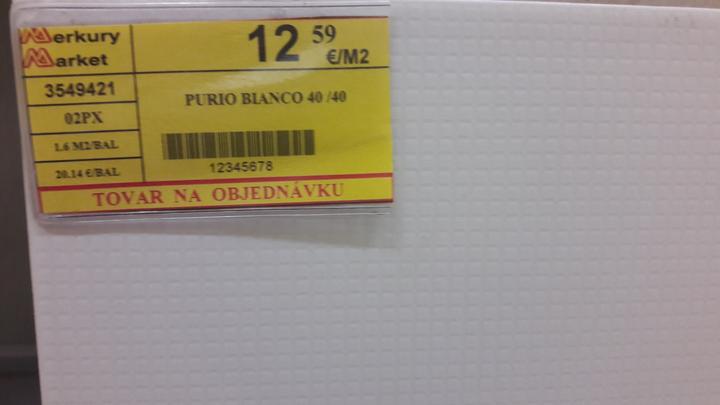 Merkury
Market
12 59
€/M2
3549421
02PX
1.6 M2/BAL
20.14 €/BAL
PURIO BIANCO 40 /40
12345678
TOVAR NA OBJEDNÁVKU